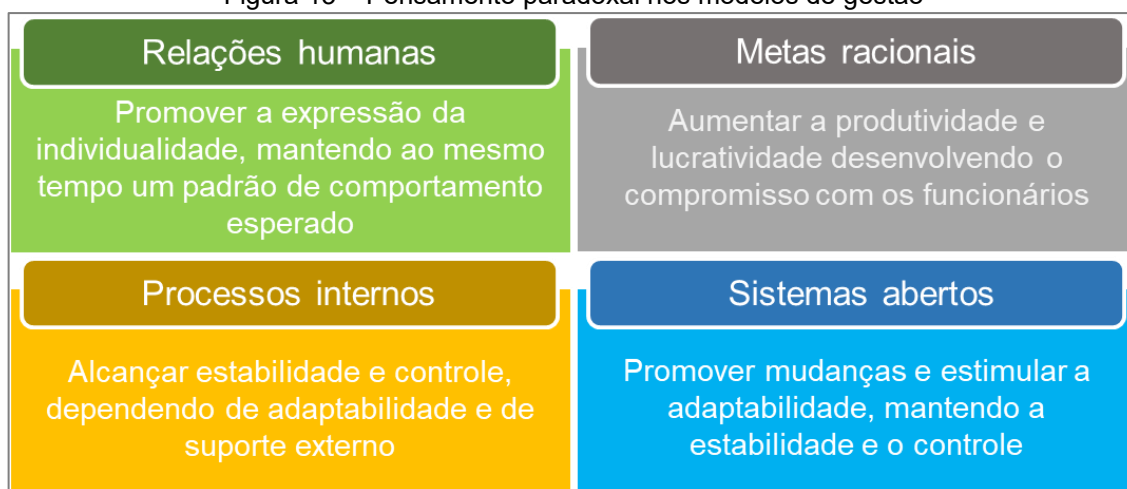 Relações humanas
Promover a expressão da
individualidade, mantendo ao mesmo
tempo um padrão de comportamento
esperado
Metas racionais
Aumentar a produtividade e
lucratividade desenvolvendo o
compromisso com os funcionários
Processos internos
Alcançar estabilidade e controle,
dependendo de adaptabilidade e de
suporte externo
Sistemas abertos
Promover mudanças e estimular a
adaptabilidade, mantendo a
estabilidade e o controle